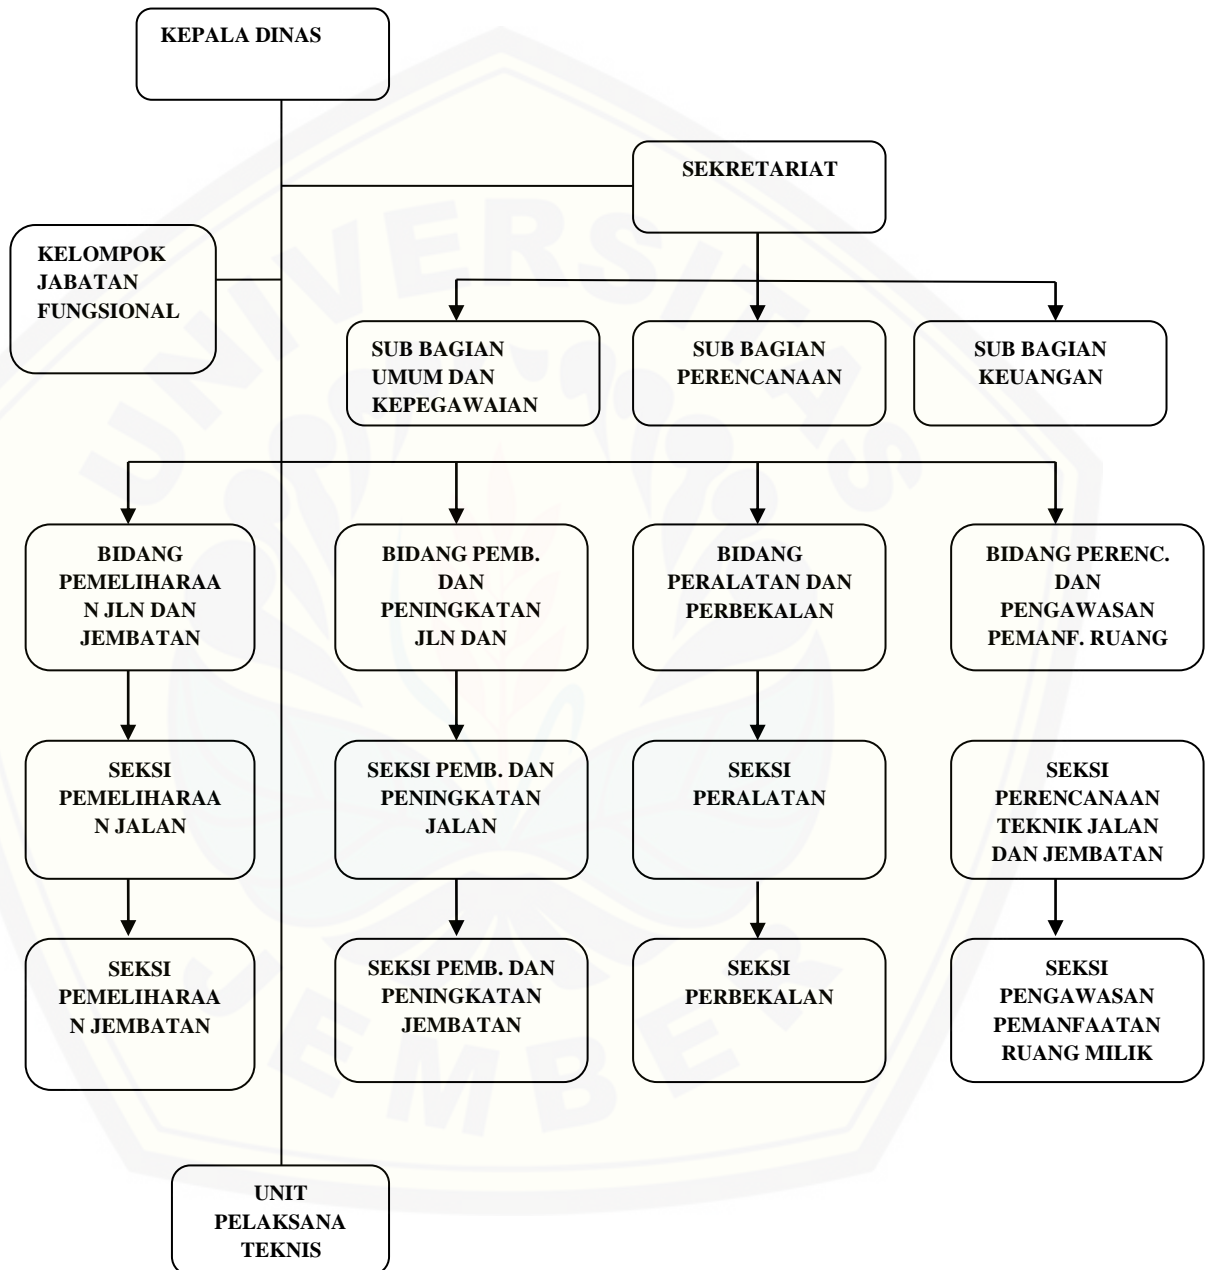 KEPALA DINAS
SEKRETARIAT
KELOMPOK
JABATAN
FUNGSIONAL
SUB BAGIAN
UMUM DAN
KEPEGAWAIAN
SUB BAGIAN
PERENCANAAN
SUB BAGIAN
KEUANGAN
BIDANG
PEMELIHARAA
N JLN DAN
JEMBATAN
BIDANG PEMB.
DAN
PENINGKATAN
JLN DAN
BIDANG
PERALATAN DAN
PERBEKALAN
BIDANG PERENC.
DAN
PENGAWASAN
PEMANF. RUANG
SEKSI
PEMELIHARAA
N JALAN
SEKSI PEMB. DAN
PENINGKATAN
JALAN
SEKSI
PERALATAN
SEKSI
PERENCANAAN
TEKNIK JALAN
DAN JEMBATAN
SEKSI
PEMELIHARAA
N JEMBATAN
SEKSI PEMB. DAN
PENINGKATAN
JEMBATAN
SEKSI
PERBEKALAN
SEKSI
PENGAWASAN
PEMANFAATAN
RUANG MILIK
UNIT
PELAKSANA
TEKNIS
UNIVERSITAS
JEMBER